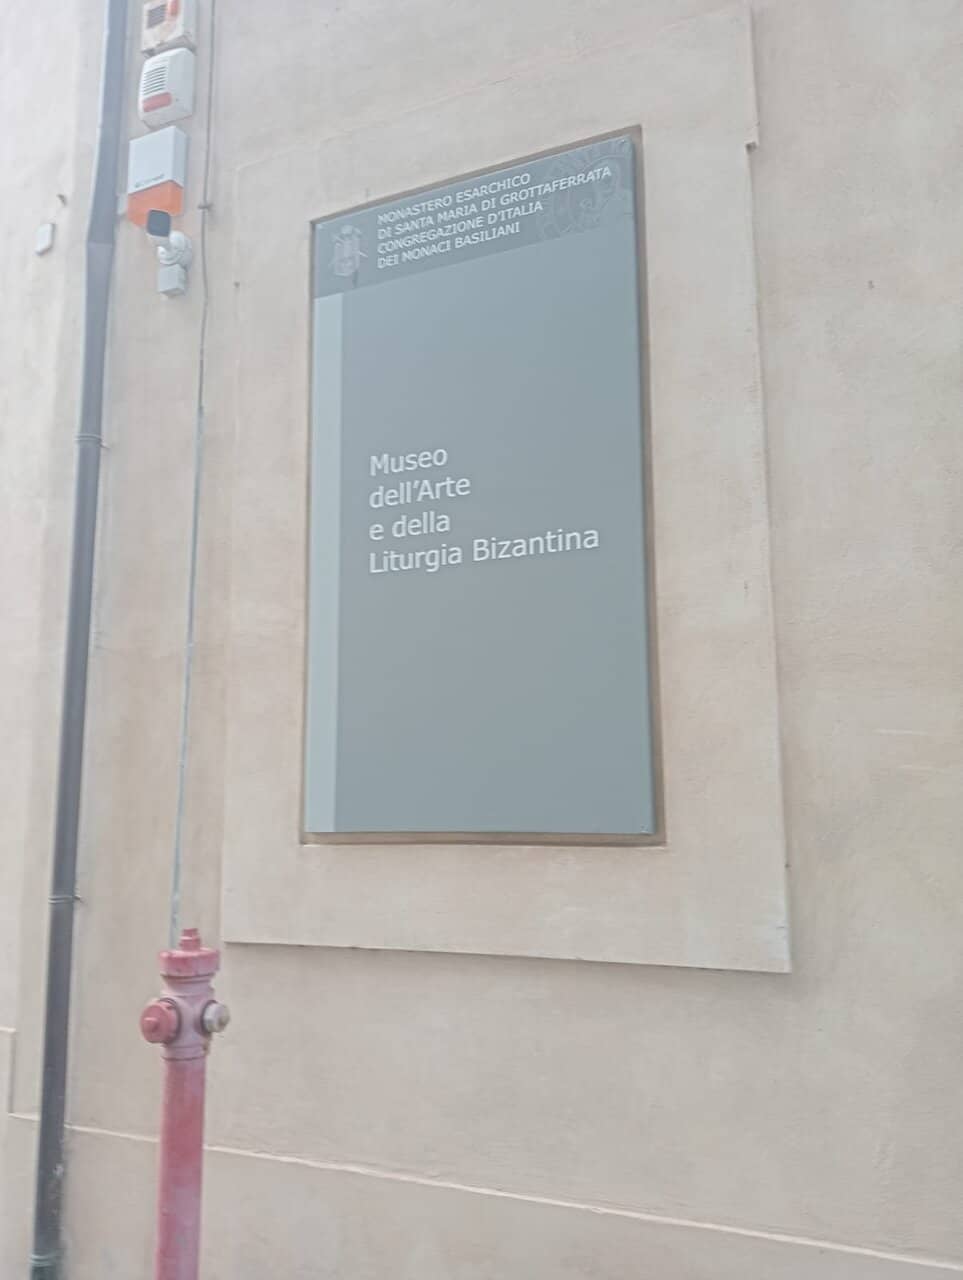 MONASTERO ESARCHICO
DI SANTA MARIA DI GROTTAFERRATA
CONGREGAZIONE D'ITALIA
DEI MONACI BASILIANI
Museo
dell'Arte
e della
Liturgia Bizantina